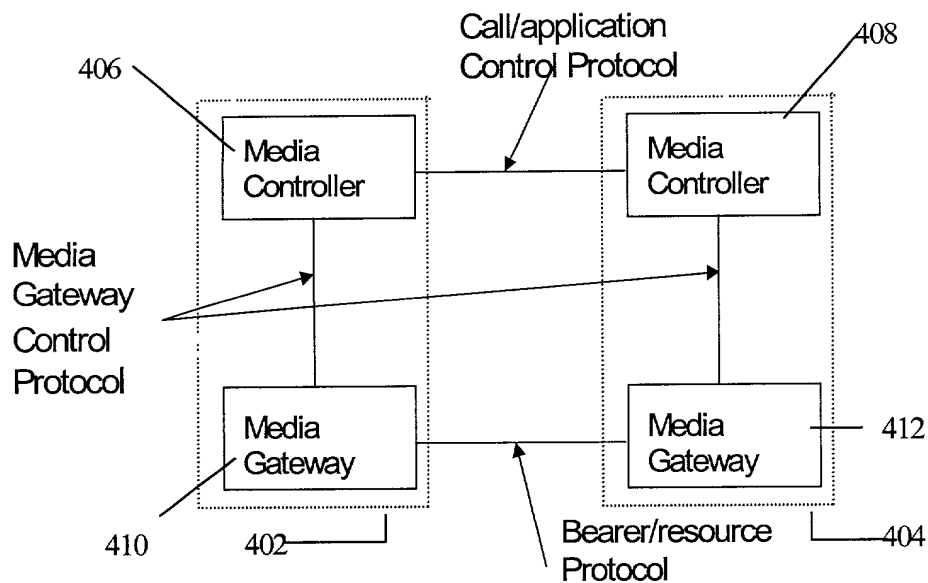 Call/application
Control Protocol
408
406
Media
Controller
Media
Controller
Media
Gateway
Control
Protocol
Media
Gateway
Media
Gateway
412
410
402
Bearer/resource
Protocol
404